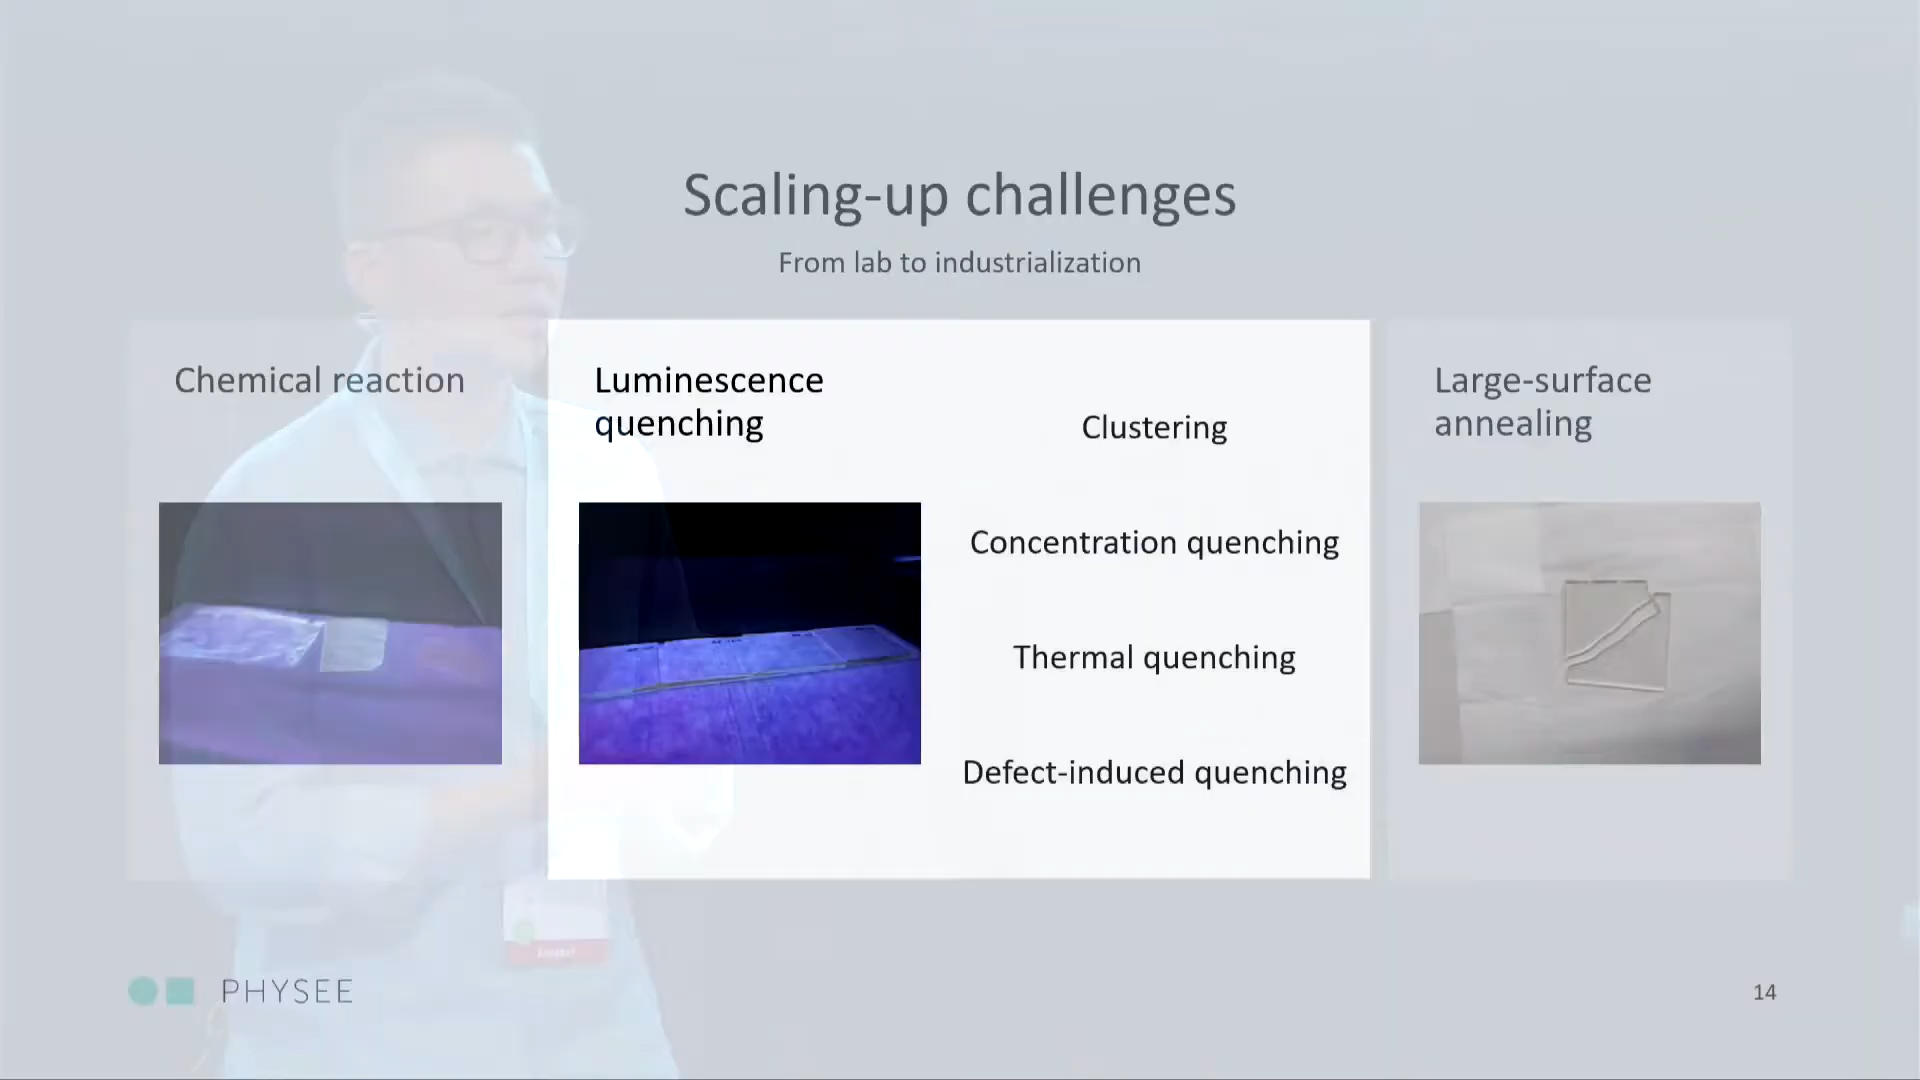 Scaling-up challenges
From lab to industrialization
Chemical reaction
Luminescence
quenching
Clustering
Concentration quenching
Thermal quenching
Defect-induced quenching
Large-surface
annealing
PHYSEE
14